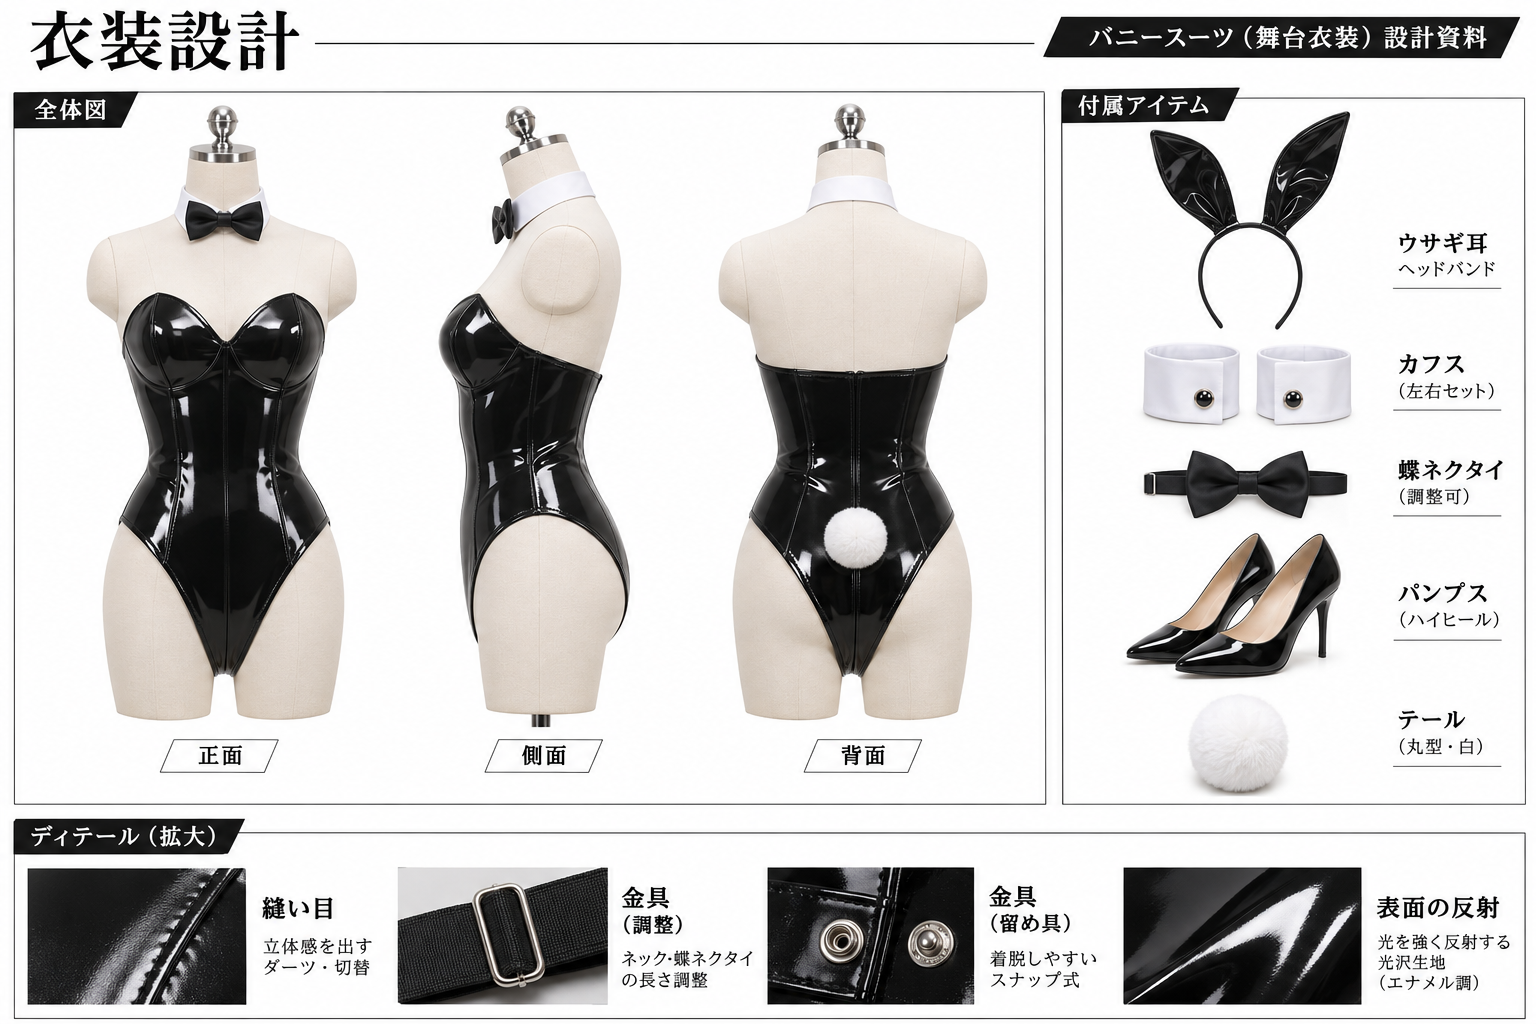 衣装設計
バニースーツ（舞台衣装）設計資料
全体図
正面
側面
背面
付属アイテム
ウサギ耳
ヘッドバンド
カフス
（左右セット）
蝶ネクタイ
（調整可）
パンプス
（ハイヒール）
テール
（丸型・白）
ディテール（拡大）
縫い目
立体感を出す
ダーツ・切替
金具
（調整）
ネック・蝶ネクタイ
の長さ調整
金具
（留め具）
着脱しやすい
スナップ式
表面の反射
光を強く反射する
光沢生地
（エナメル調）